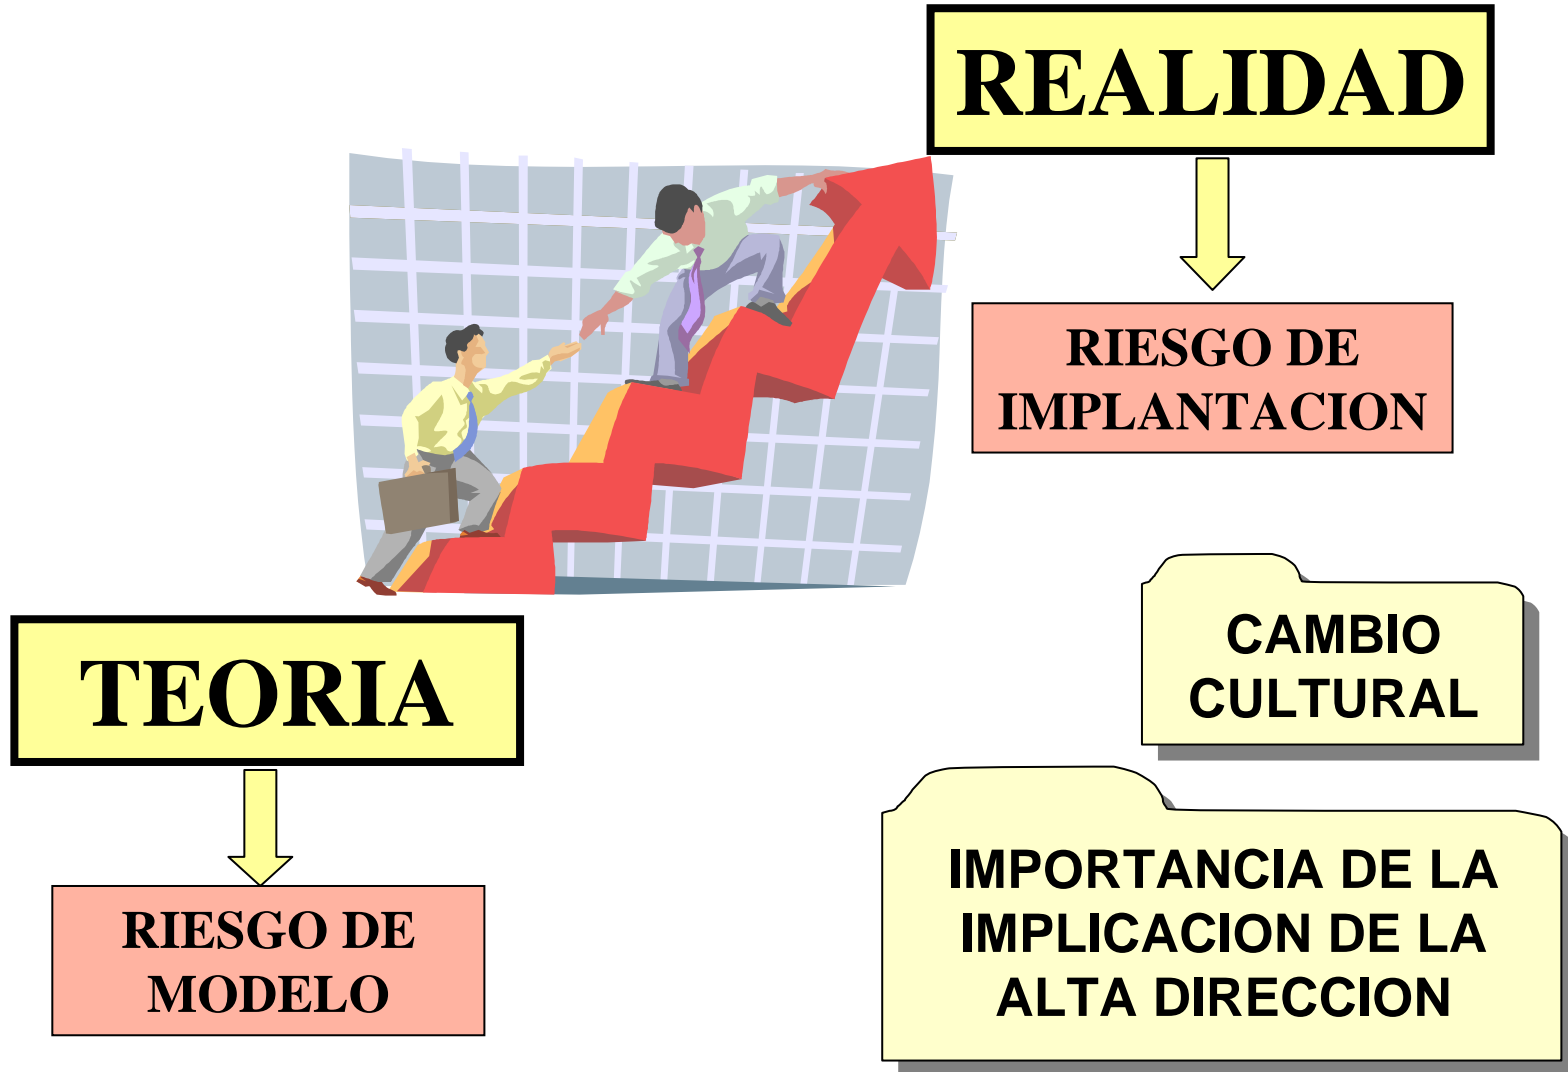 REALIDAD
RIESGO DE
IMPLANTACION
CAMBIO
CULTURAL
TEORIA
RIESGO DE
MODELO
IMPORTANCIA DE LA
IMPLICACION DE LA
ALTA DIRECCION